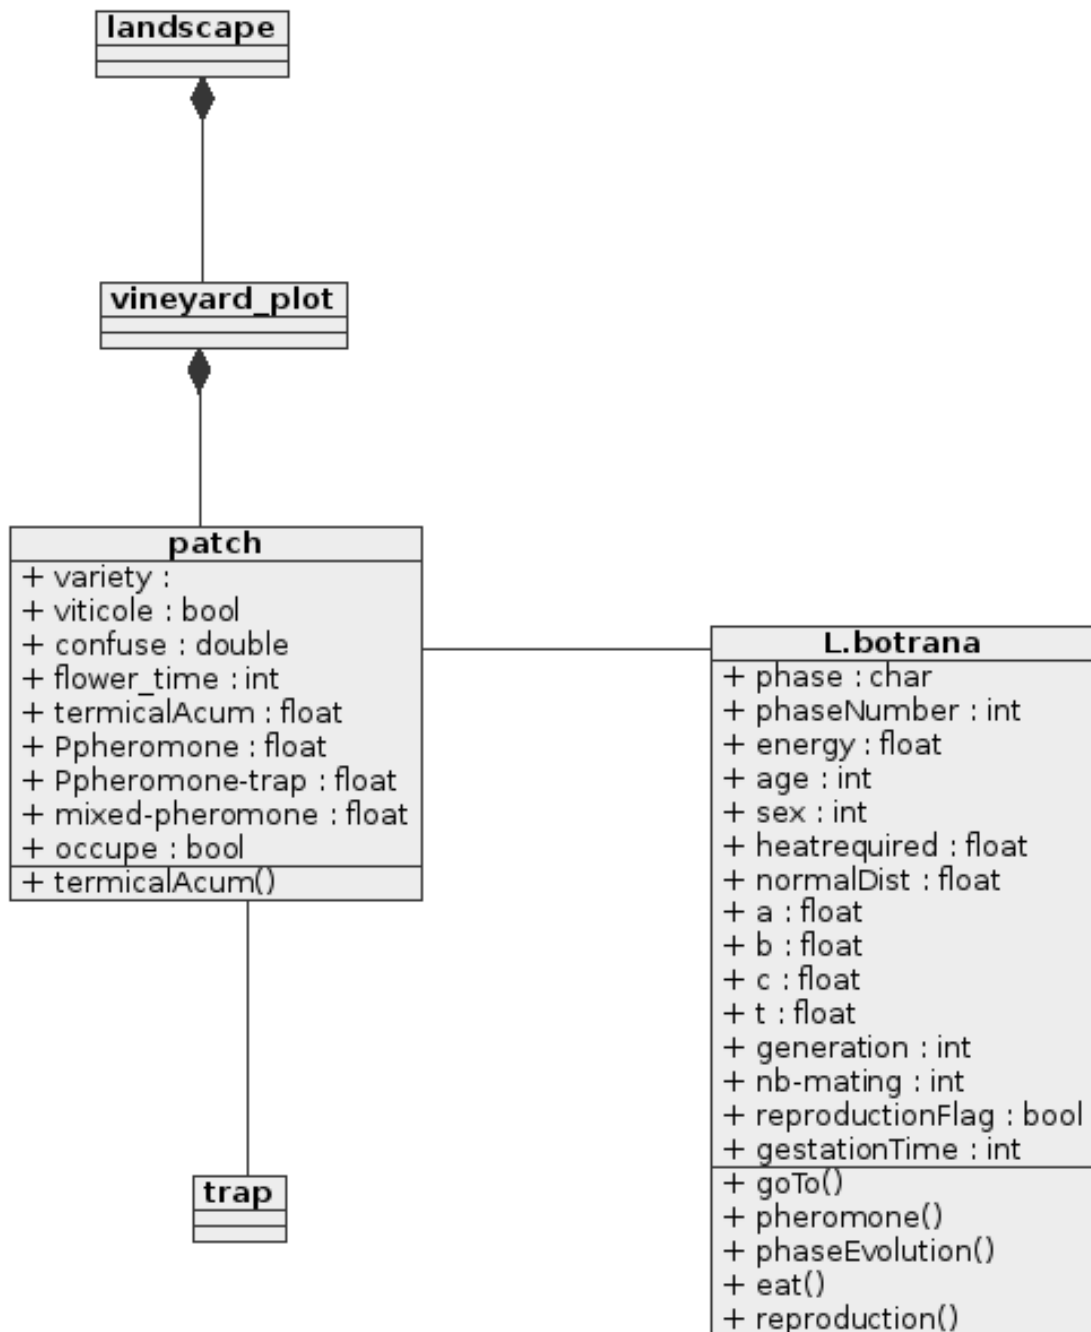 landscape
vineyard_plot
patch
+ variety :
+ viticole : bool
+ confuse : double
+ flower_time : int
+ termicalAcum : float
+ Ppheromone : float
+ Ppheromone-trap : float
+ mixed-pheromone : float
+ occupe : bool
+ termicalAcum()
L.botrana
+ phase : char
+ phaseNumber : int
+ energy : float
+ age : int
+ sex : int
+ heatrequired : float
+ normalDist : float
+ a : float
+ b : float
+ c : float
+ t : float
+ generation : int
+ nb-mating : int
+ reproductionFlag : bool
+ gestationTime : int
+ goTo()
+ pheromone()
+ phaseEvolution()
+ eat()
+ reproduction()
trap